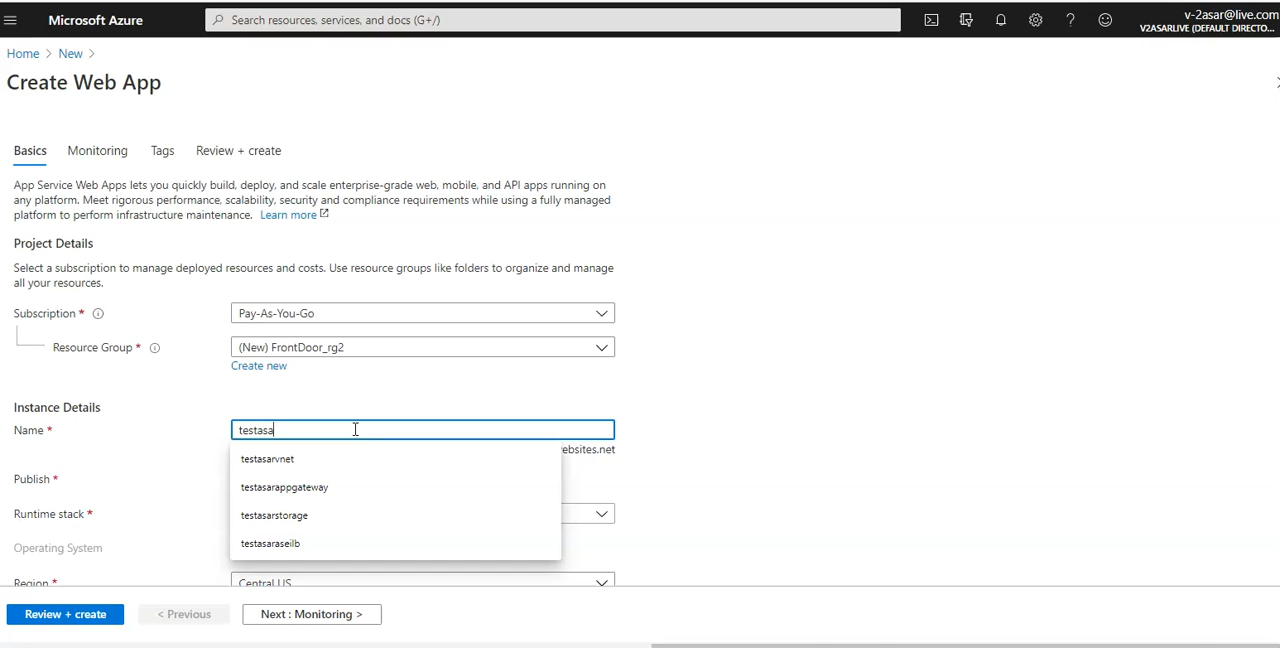 Microsoft Azure
Search resources, services, and docs (G+/)
v-2asar@live.com
V2ASARLIVE (DEFAULT DIRECTO...
Home > New >
Create Web App
Basics Monitoring Tags Review + create
App Service Web Apps lets you quickly build, deploy, and scale enterprise-grade web, mobile, and API apps running on
any platform. Meet rigorous performance, scalability, security and compliance requirements while using a fully managed
platform to perform infrastructure maintenance. Learn more
Project Details
Select a subscription to manage deployed resources and costs. Use resource groups like folders to organize and manage
all your resources.
Subscription * Pay-As-You-Go
Resource Group * (New) FrontDoor_rg2
Create new
Instance Details
Name * testasa
ebsites.net
testasarvnet
Publish *
testasarappgateway
Runtime stack *
testasarstorage
Operating System
testasaraseilb
Region * Central US
Review + create < Previous Next : Monitoring >